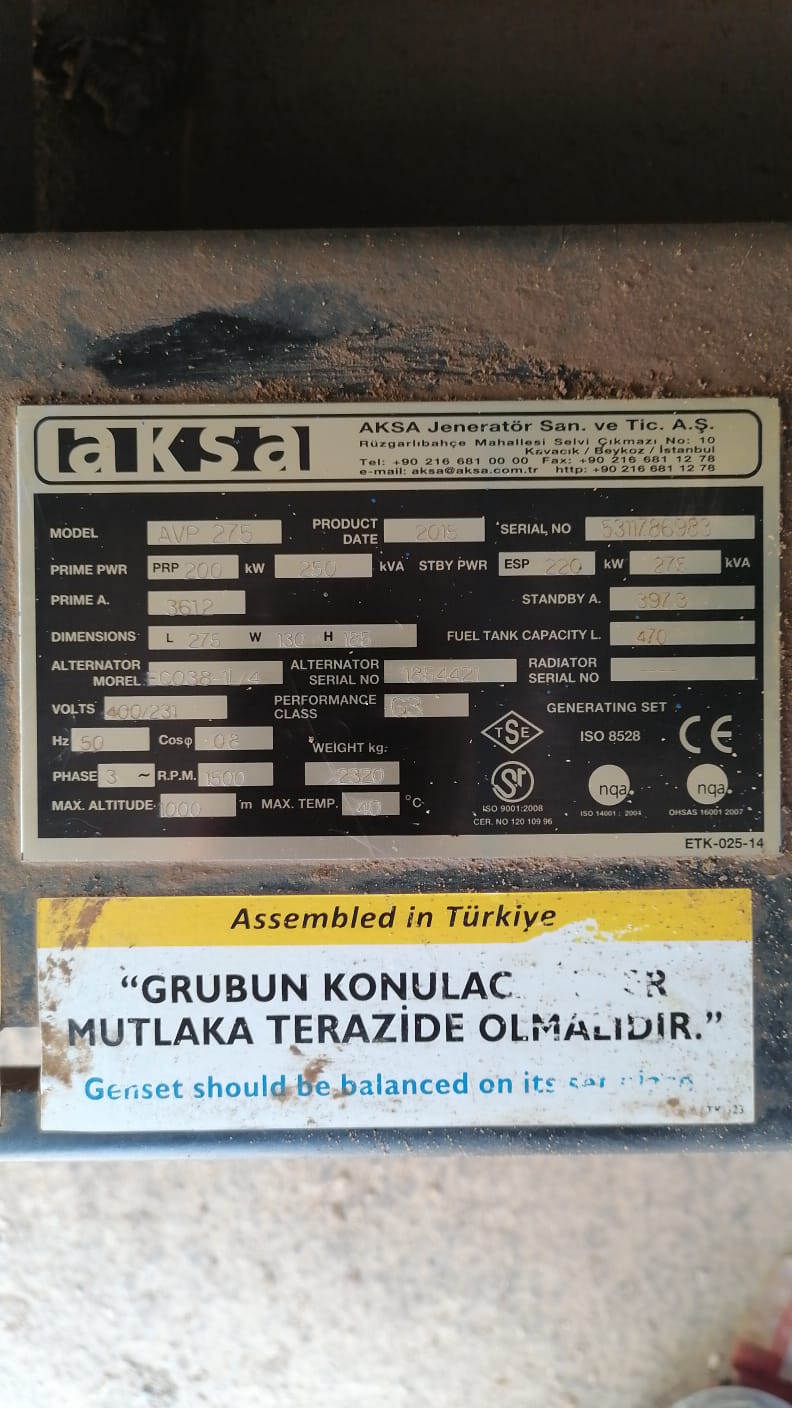 aksa
AKSA Jeneratör San. ve Tic. A.Ş.
Rüzgarlıbahçe Mahallesi Selvi Çıkmazı No: 10
Kavacık / Beykoz / İstanbul
Tel: +90 216 681 00 00 Fax: +90 216 681 12 78
e-mail: aksa@aksa.com.tr http: +90 216 681 12 78
MODEL AVP 275 PRODUCT DATE 2015 SERIAL NO 5311786983
PRIME PWR PRP 200 kW 250 kVA STBY PWR ESP 220 kW 275 kVA
PRIME A. 361.2 STANDBY A. 397.3
DIMENSIONS L 275 W 130 H 185 FUEL TANK CAPACITY L. 470
ALTERNATOR MOREL ECO38-1L/4 ALTERNATOR SERIAL NO RADIATOR SERIAL NO ----
VOLTS 400/231 PERFORMANCE CLASS G3 GENERATING SET
Hz 50 Cosφ 0.8 WEIGHT kg. TSE ISO 8528 CE
PHASE 3 ~ R.P.M. 1500 2320 nqa. nqa.
MAX. ALTITUDE 1000 m MAX. TEMP. 40 °C
ISO 9001:2008 ISO 14001 : 2004 OHSAS 16001 2007
CER. NO 120 109 96
ETK-025-14
Assembled in Türkiye
“GRUBUN KONULAC
MUTLAKA TERAZİDE OLMALIDIR.”
Genset should be balanced on its